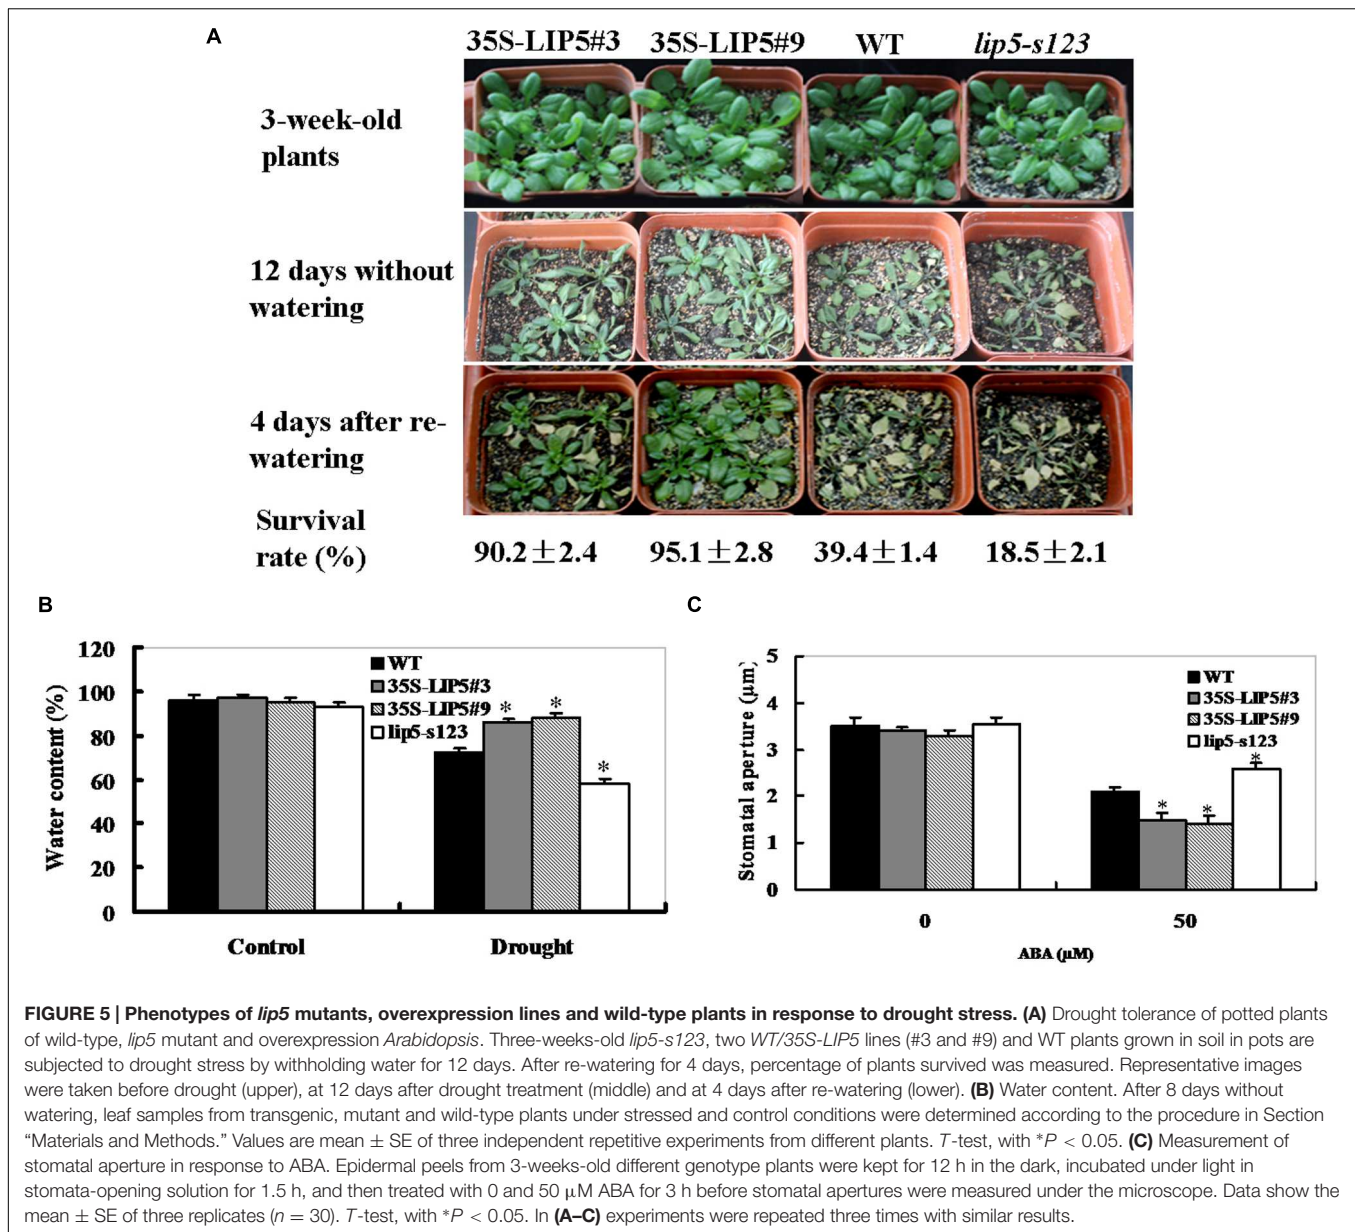 A
35S-LIP5#3 35S-LIP5#9 WT lip5-s123
3-week-old
plants
12 days without
watering
4 days after re-
watering
Survival
rate (%)
90.2±2.4 95.1±2.8 39.4±1.4 18.5±2.1
B
Water content (%)
120
100
80
60
40
20
0
WT
35S-LIP5#3
35S-LIP5#9
lip5-s123
* * *
Control Drought
C
Stomatal aperture (μm)
5
4
3
2
1
0
WT
35S-LIP5#3
35S-LIP5#9
lip5-s123
* * *
0 50
ABA (μM)
FIGURE 5 | Phenotypes of lip5 mutants, overexpression lines and wild-type plants in response to drought stress. (A) Drought tolerance of potted plants
of wild-type, lip5 mutant and overexpression Arabidopsis. Three-weeks-old lip5-s123, two WT/35S-LIP5 lines (#3 and #9) and WT plants grown in soil in pots are
subjected to drought stress by withholding water for 12 days. After re-watering for 4 days, percentage of plants survived was measured. Representative images
were taken before drought (upper), at 12 days after drought treatment (middle) and at 4 days after re-watering (lower). (B) Water content. After 8 days without
watering, leaf samples from transgenic, mutant and wild-type plants under stressed and control conditions were determined according to the procedure in Section
“Materials and Methods.” Values are mean ± SE of three independent repetitive experiments from different plants. T-test, with *P < 0.05. (C) Measurement of
stomatal aperture in response to ABA. Epidermal peels from 3-weeks-old different genotype plants were kept for 12 h in the dark, incubated under light in
stomata-opening solution for 1.5 h, and then treated with 0 and 50 μM ABA for 3 h before stomatal apertures were measured under the microscope. Data show the
mean ± SE of three replicates (n = 30). T-test, with *P < 0.05. In (A–C) experiments were repeated three times with similar results.